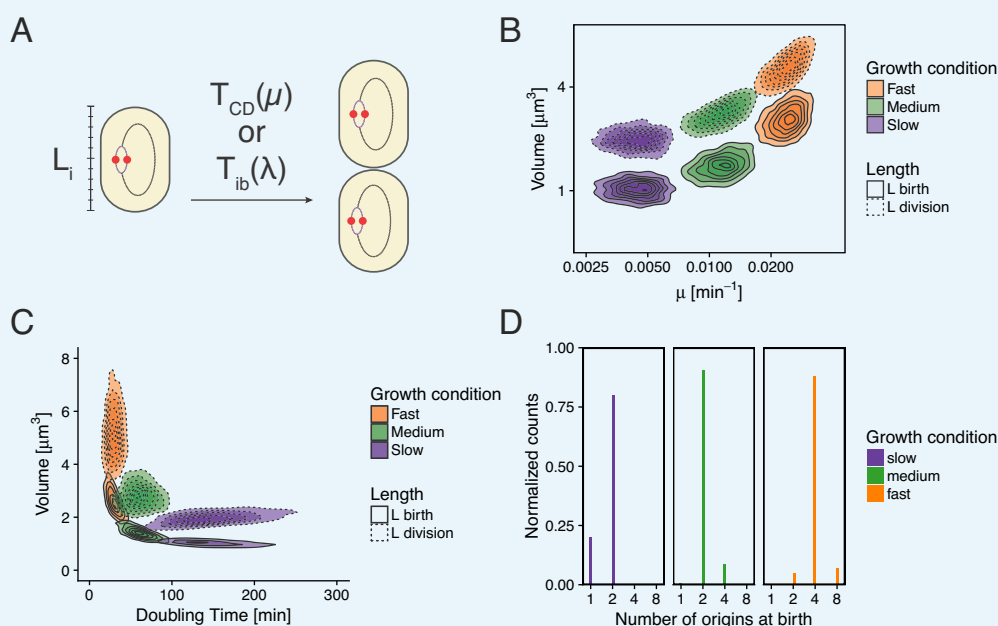 A
L_i
T_CD(μ)
or
T_ib(λ)
B
Volume [μm³]
4
1
0.0025
0.0050
0.0100
0.0200
μ [min⁻¹]
Growth condition
Fast
Medium
Slow
Length
L birth
L division
C
Volume [μm³]
8
6
4
2
0
0
100
200
300
Doubling Time [min]
Growth condition
Fast
Medium
Slow
Length
L birth
L division
D
Normalized counts
1.00
0.75
0.50
0.25
0.00
1 2 4 8 1 2 4 8 1 2 4 8
Number of origins at birth
Growth condition
slow
medium
fast